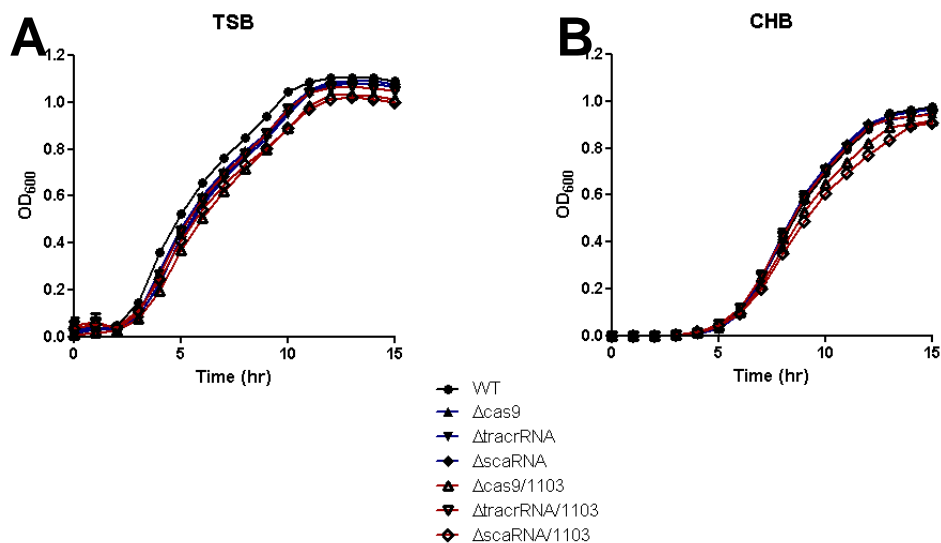 A
TSB
1.2
1.0
0.8
0.6
0.4
0.2
0.0
OD600
0
5
10
15
Time (hr)
B
CHB
1.2
1.0
0.8
0.6
0.4
0.2
0.0
OD600
0
5
10
15
Time (hr)
WT
Δcas9
ΔtracrRNA
ΔscaRNA
Δcas9/1103
ΔtracrRNA/1103
ΔscaRNA/1103